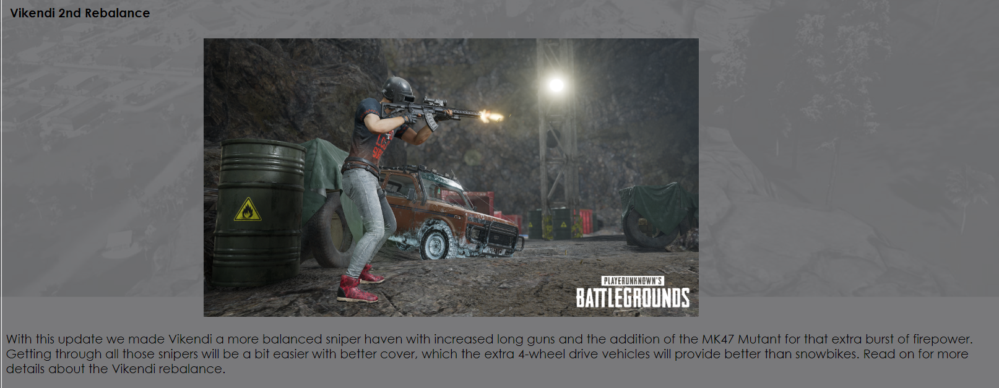 Vikendi 2nd Rebalance
PLAYERUNKNOWN'S
BATTLEGROUNDS
With this update we made Vikendi a more balanced sniper haven with increased long guns and the addition of the MK47 Mutant for that extra burst of firepower.
Getting through all those snipers will be a bit easier with better cover, which the extra 4-wheel drive vehicles will provide better than snowbikes. Read on for more
details about the Vikendi rebalance.